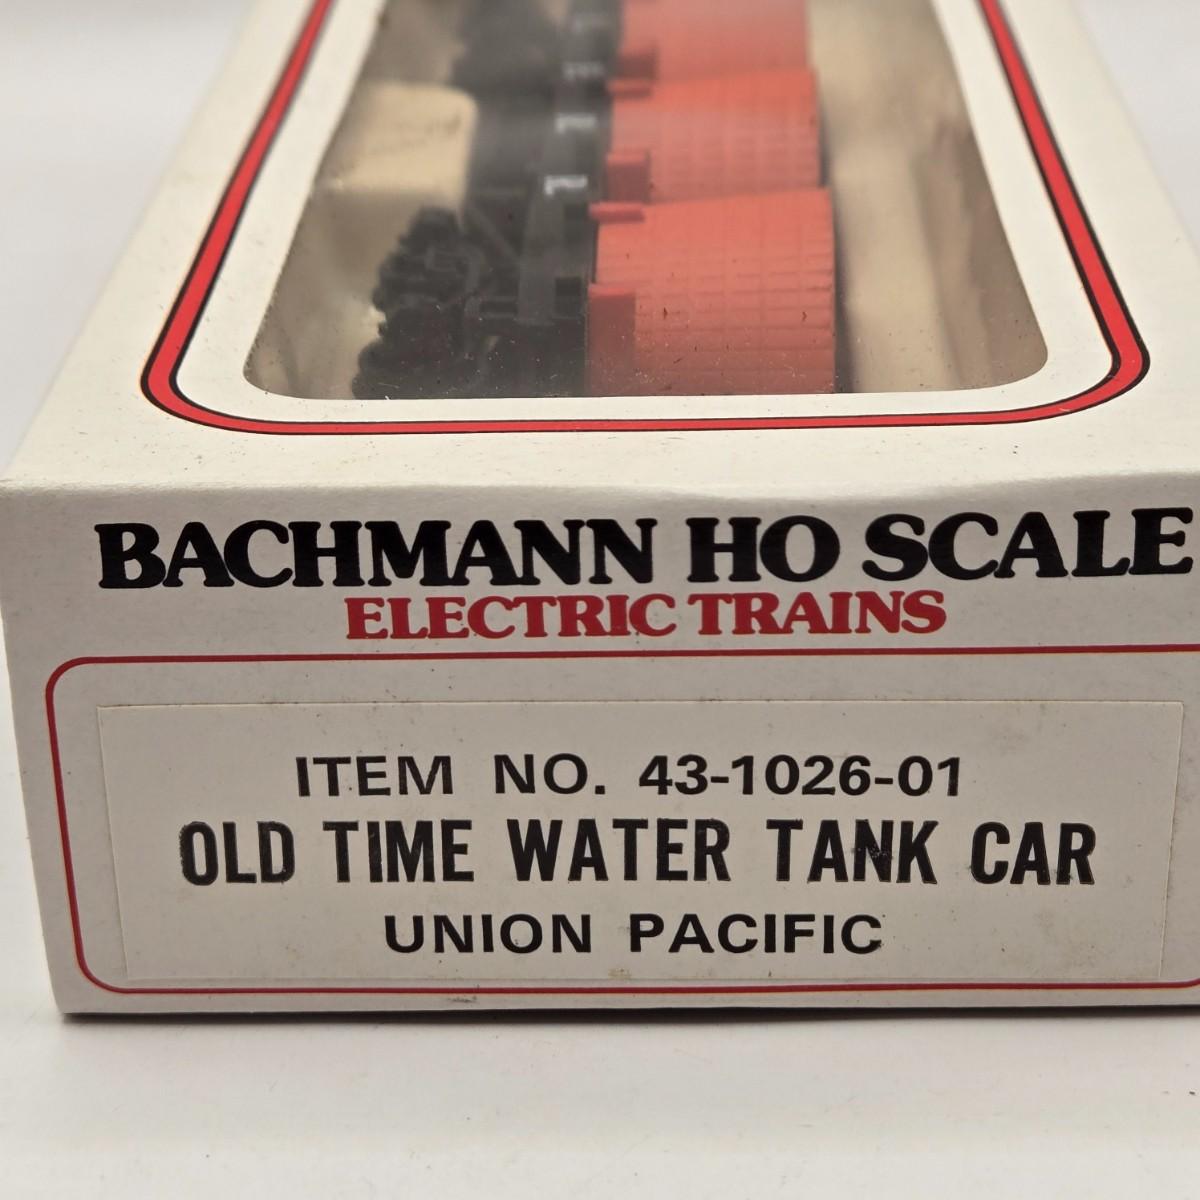 BACHMANN HO SCALE
ELECTRIC TRAINS
ITEM NO. 43-1026-01
OLD TIME WATER TANK CAR
UNION PACIFIC